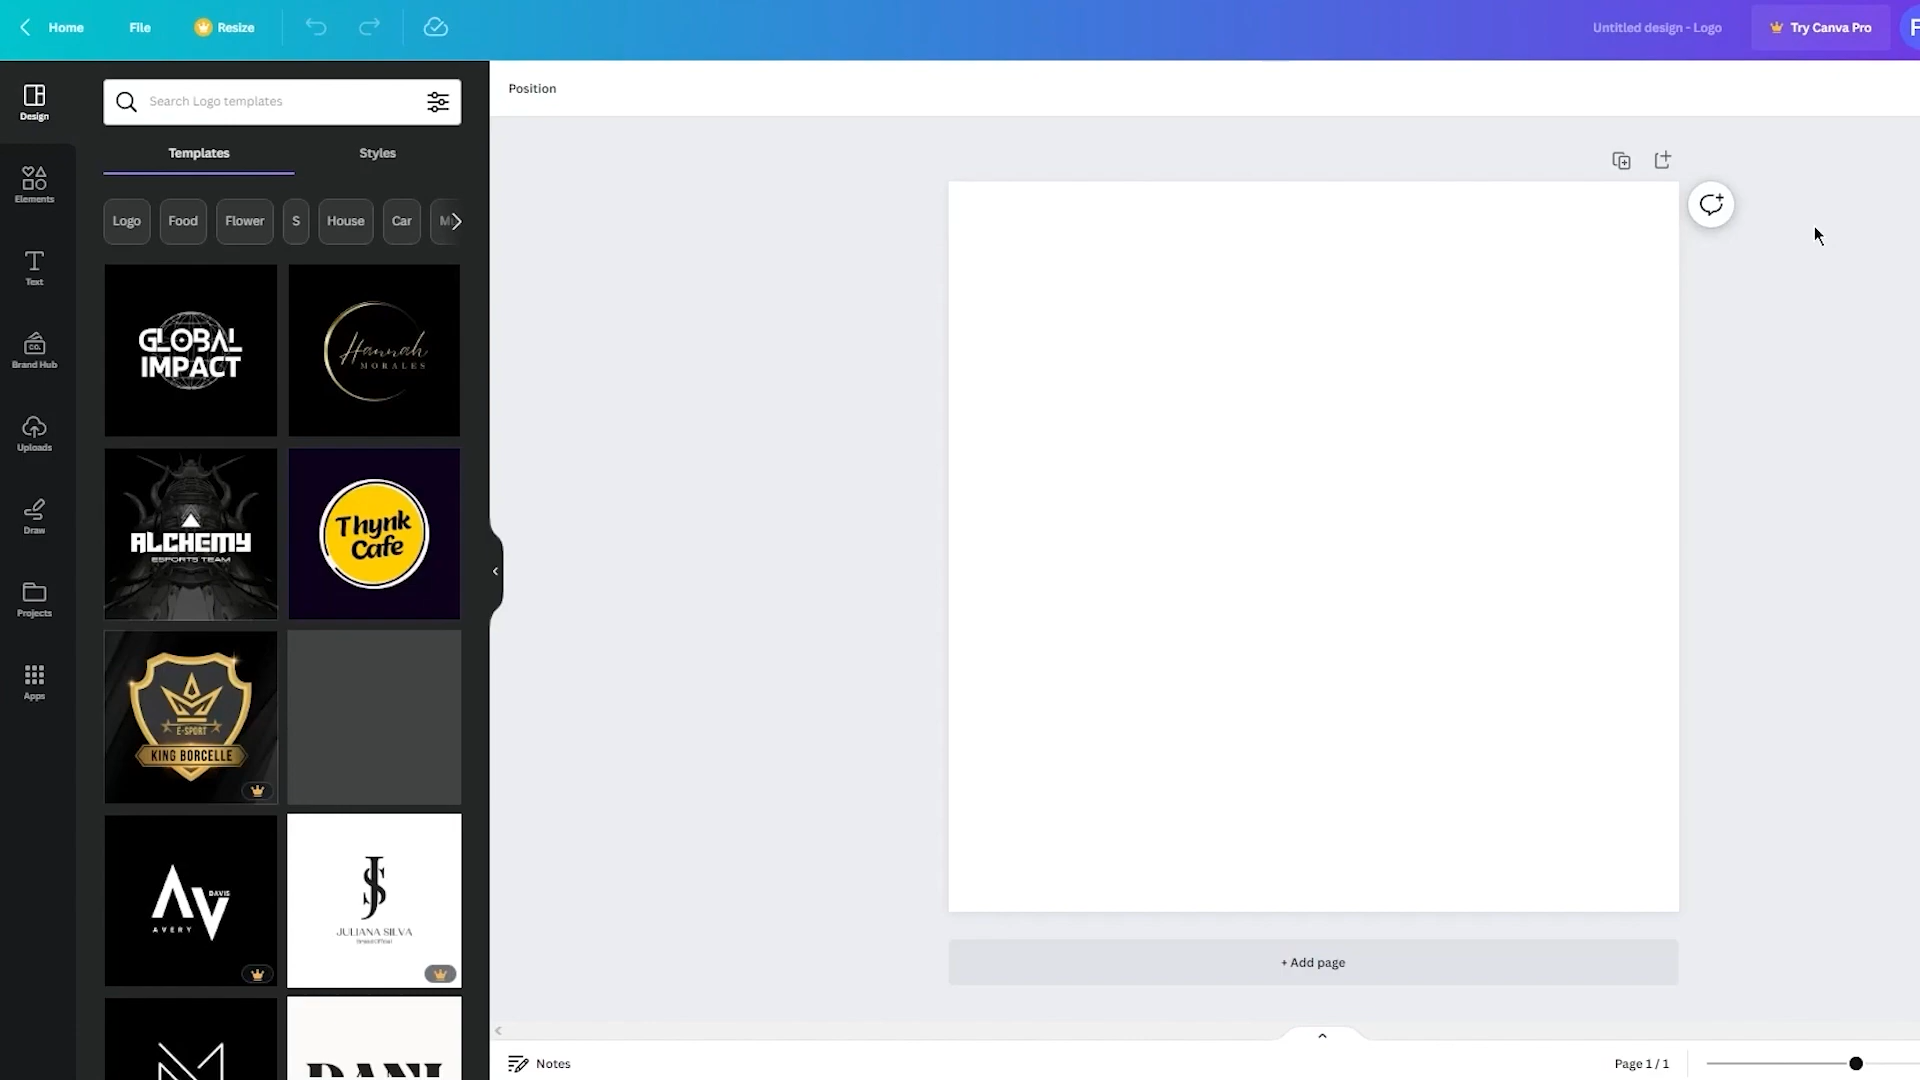 Home File Resize Untitled design - Logo Try Canva Pro F
Design
Elements
Text
CO.
Brand Hub
Uploads
Draw
Projects
Apps
Search Logo templates
Templates Styles
Logo Food Flower S House Car
GLOBAL
IMPACT
Hannah
MORALES
ALCHEMY
ESPORTS TEAM
Thynk
Cafe
E-SPORT
KING BORCELLE
AV
DAVIS
AVERY
JS
JULIANA SILVA
DANI
Position
+ Add page
Notes
Page 1 / 1